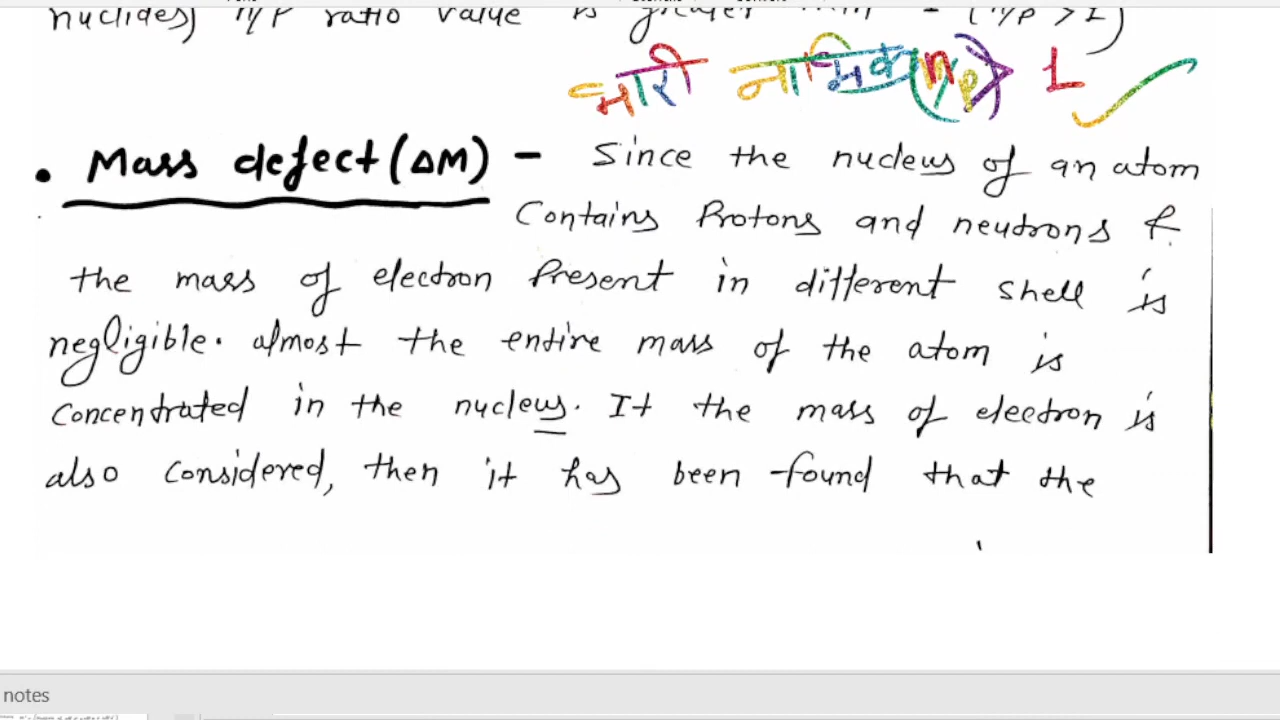 nuclides) n/p ratio value is greater than 1 (n/p > 1)
भारी नाभिक (n/p) > 1 ✓
• Mass defect (ΔM) – Since the nucleus of an atom
Contains Protons and neutrons &
the mass of electron Present in different shell is
negligible. almost the entire mass of the atom is
Concentrated in the nucleus. If the mass of electron is
also considered, then it has been found that the
notes